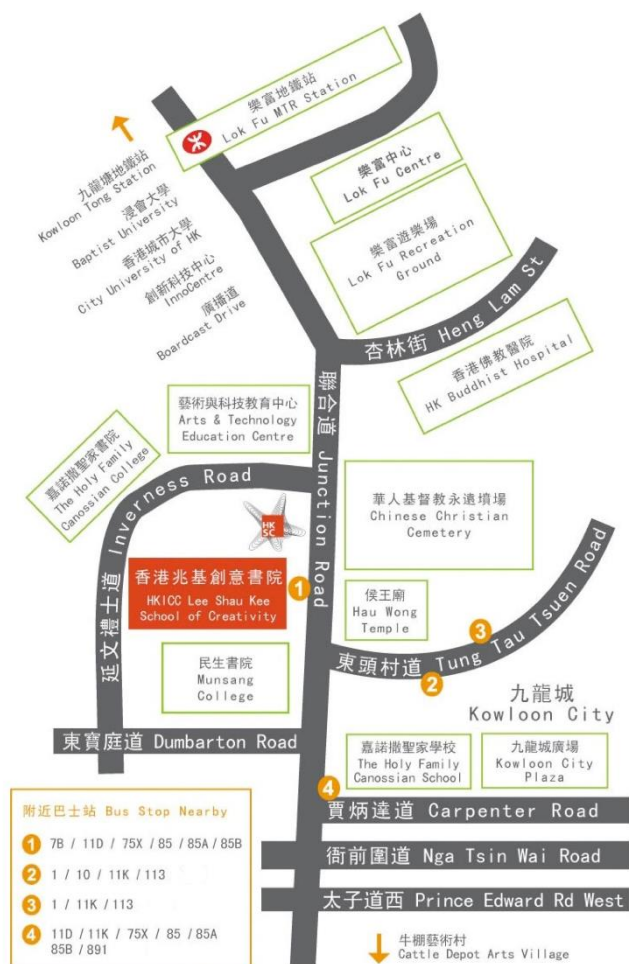 樂富地鐵站
Lok Fu MTR Station
九龍塘地鐵站
Kowloon Tong Station
浸會大學
Baptist University
香港城市大學
City University of HK
創新科技中心
InnoCentre
廣播道
Boardcast Drive
樂富中心
Lok Fu Centre
樂富遊樂場
Lok Fu Recreation
Ground
杏林街 Heng Lam St
香港佛教醫院
HK Buddhist Hospital
聯合道 Junction Road
藝術與科技教育中心
Arts & Technology
Education Centre
嘉諾撒聖家書院
The Holy Family
Canossian College
延文禮士道 Inverness Road
HK
SC
華人基督教永遠墳場
Chinese Christian
Cemetery
香港兆基創意書院
HKICC Lee Shau Kee
School of Creativity
1
侯王廟
Hau Wong
Temple
3
東頭村道 Tung Tau Tsuen Road
2
民生書院
Munsang
College
九龍城
Kowloon City
東寶庭道 Dumbarton Road
嘉諾撒聖家學校
The Holy Family
Canossian School
九龍城廣場
Kowloon City
Plaza
4
賈炳達道 Carpenter Road
衙前圍道 Nga Tsin Wai Road
太子道西 Prince Edward Rd West
牛棚藝術村
Cattle Depot Arts Village
附近巴士站 Bus Stop Nearby
1 7B / 11D / 75X / 85 / 85A / 85B
2 1 / 10 / 11K / 113
3 1 / 11K / 113
4 11D / 11K / 75X / 85 / 85A
85B / 891